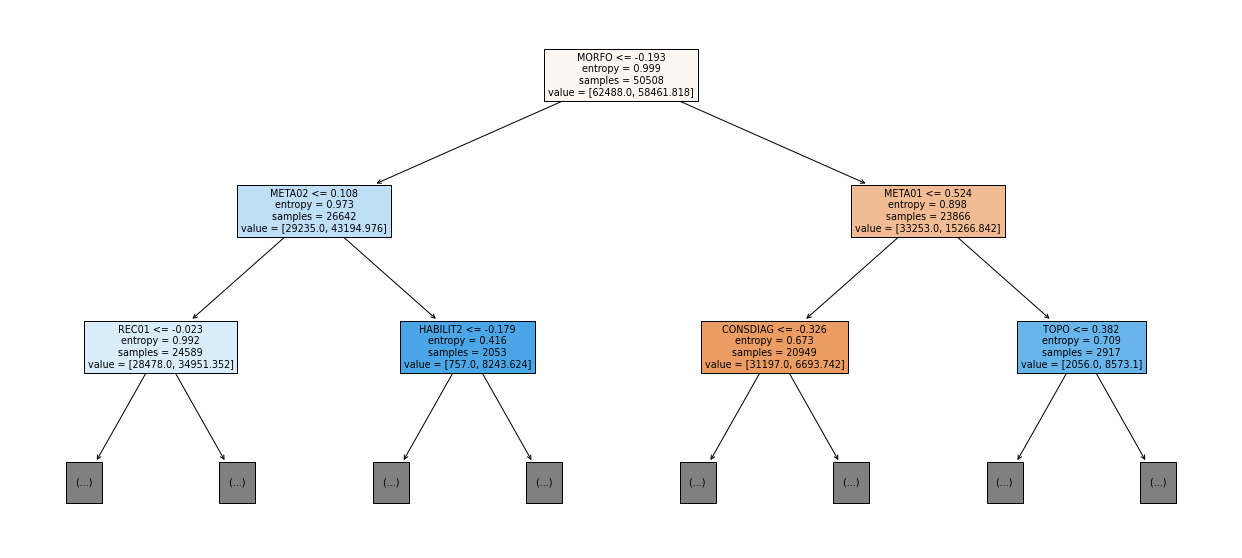 MORFO <= -0.193
entropy = 0.999
samples = 50508
value = [62488.0, 58461.818]
META02 <= 0.108
entropy = 0.973
samples = 26642
value = [29235.0, 43194.976]
META01 <= 0.524
entropy = 0.898
samples = 23866
value = [33253.0, 15266.842]
REC01 <= -0.023
entropy = 0.992
samples = 24589
value = [28478.0, 34951.352]
HABILIT2 <= -0.179
entropy = 0.416
samples = 2053
value = [757.0, 8243.624]
CONSDIAG <= -0.326
entropy = 0.673
samples = 20949
value = [31197.0, 6693.742]
TOPO <= 0.382
entropy = 0.709
samples = 2917
value = [2056.0, 8573.1]
(...)
(...)
(...)
(...)
(...)
(...)
(...)
(...)